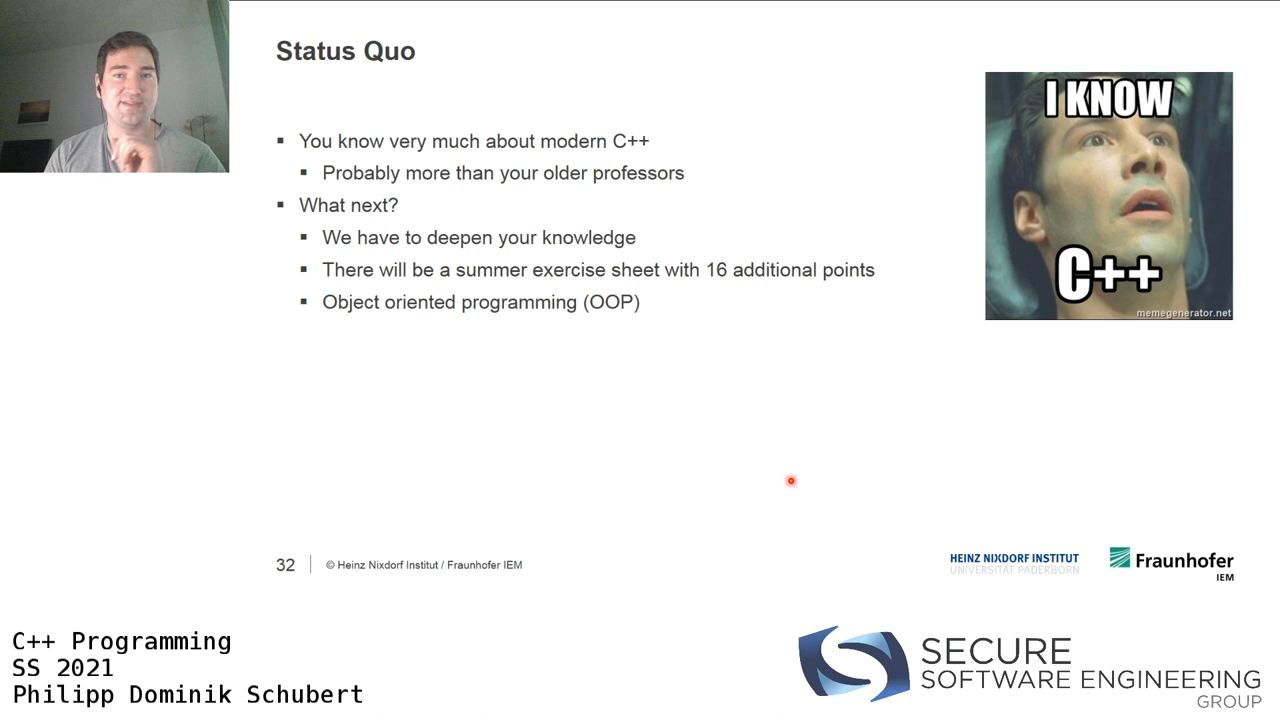 Status Quo
You know very much about modern C++
Probably more than your older professors
What next?
We have to deepen your knowledge
There will be a summer exercise sheet with 16 additional points
Object oriented programming (OOP)
I KNOW
C++
memegenerator.net
32
© Heinz Nixdorf Institut / Fraunhofer IEM
HEINZ NIXDORF INSTITUT
UNIVERSITÄT PADERBORN
Fraunhofer
IEM
C++ Programming
SS 2021
Philipp Dominik Schubert
SECURE
SOFTWARE ENGINEERING
GROUP